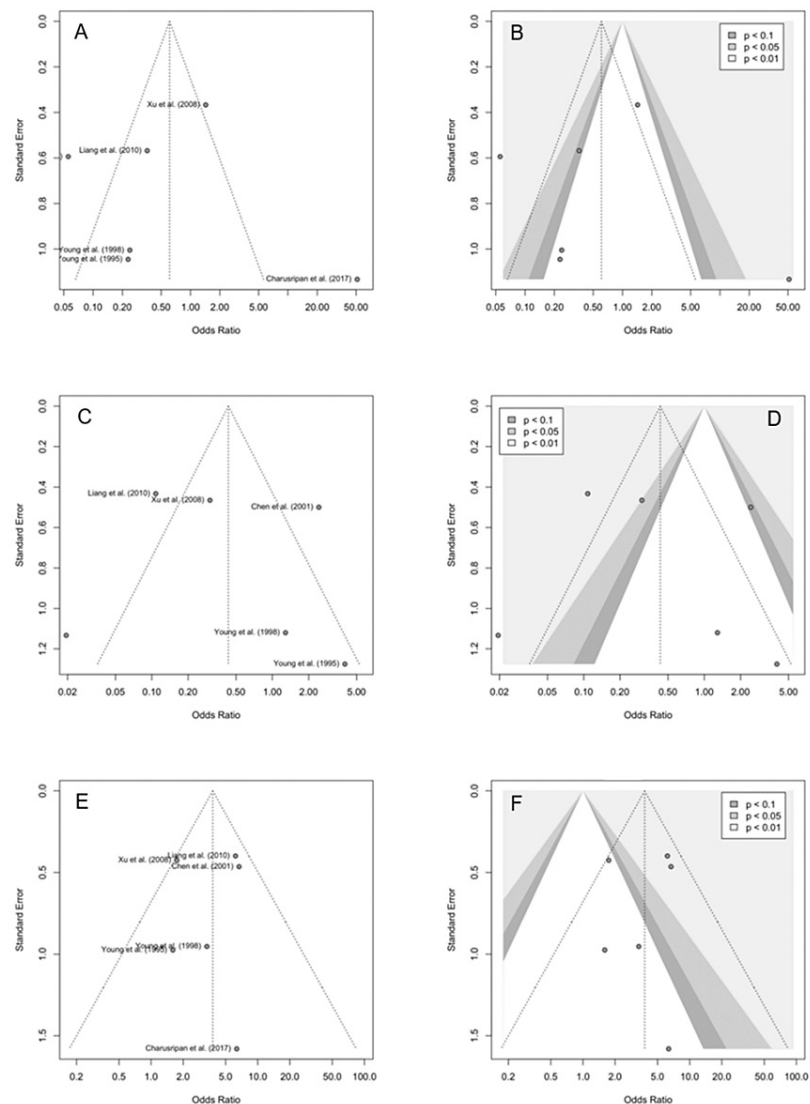 A
0.0
0.2
0.4
0.6
0.8
1.0
Standard Error
Xu et al. (2008)
Liang et al. (2010)
)
Young et al. (1998)
Young et al. (1995)
Charusripan et al. (2017)
0.05 0.10 0.20 0.50 1.00 2.00 5.00 20.00 50.00
Odds Ratio
B
p < 0.1
p < 0.05
p < 0.01
0.0
0.2
0.4
0.6
0.8
1.0
Standard Error
0.05 0.20 0.50 1.00 2.00 5.00 20.00 50.00
Odds Ratio
C
0.0
0.2
0.4
0.6
0.8
1.0
1.2
Standard Error
Liang et al. (2010)
Xu et al. (2008)
Chen et al. (2001)
Young et al. (1998)
Young et al. (1995)
0.02 0.05 0.10 0.20 0.50 1.00 2.00 5.00
Odds Ratio
D
p < 0.1
p < 0.05
p < 0.01
0.0
0.2
0.4
0.6
0.8
1.0
1.2
Standard Error
0.02 0.05 0.10 0.20 0.50 1.00 2.00 5.00
Odds Ratio
E
0.0
0.5
1.0
1.5
Standard Error
Liang et al. (2010)
Xu et al. (2008)
Chen et al. (2001)
Young et al. (1998)
Young et al. (1995)
Charusripan et al. (2017)
0.2 0.5 1.0 2.0 5.0 10.0 20.0 50.0 100.0
Odds Ratio
F
p < 0.1
p < 0.05
p < 0.01
0.0
0.5
1.0
1.5
Standard Error
0.2 0.5 1.0 2.0 5.0 10.0 20.0 100.0
Odds Ratio